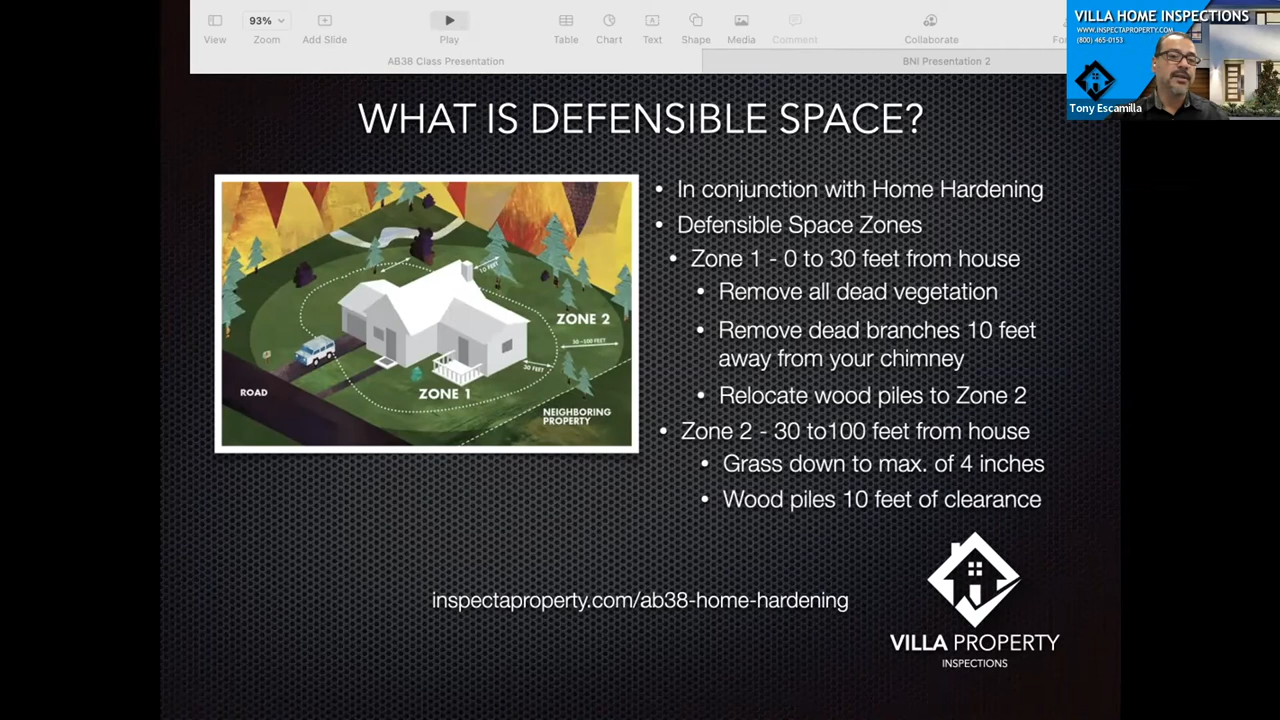 93%
View
Zoom
Add Slide
Play
Table
Chart
Text
Shape
Media
Comment
Collaborate
AB38 Class Presentation
BNI Presentation 2
VILLA HOME INSPECTIONS
WWW.INSPECTAPROPERTY.COM
(800) 465-0153
Tony Escamilla
WHAT IS DEFENSIBLE SPACE?
10 FEET
ZONE 2
30-100 FEET
30 FEET
ROAD
ZONE 1
NEIGHBORING
PROPERTY
• In conjunction with Home Hardening
• Defensible Space Zones
• Zone 1 - 0 to 30 feet from house
• Remove all dead vegetation
• Remove dead branches 10 feet
away from your chimney
• Relocate wood piles to Zone 2
• Zone 2 - 30 to100 feet from house
• Grass down to max. of 4 inches
• Wood piles 10 feet of clearance
inspectaproperty.com/ab38-home-hardening
VILLA PROPERTY
INSPECTIONS